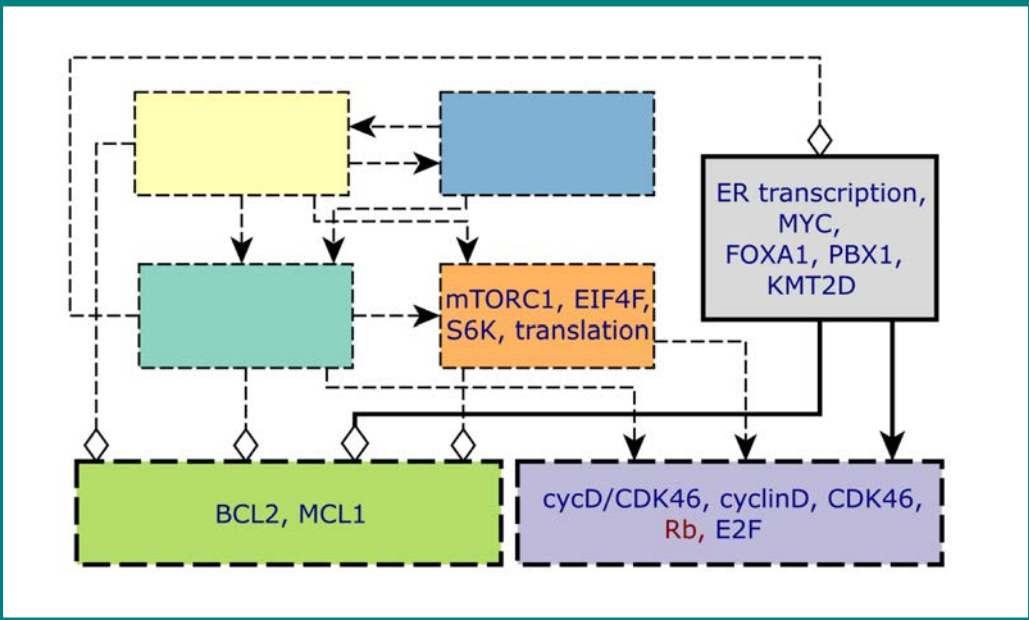 ER transcription,
MYC,
FOXA1, PBX1,
KMT2D
mTORC1, EIF4F,
S6K, translation
BCL2, MCL1
cycD/CDK46, cyclinD, CDK46,
Rb, E2F